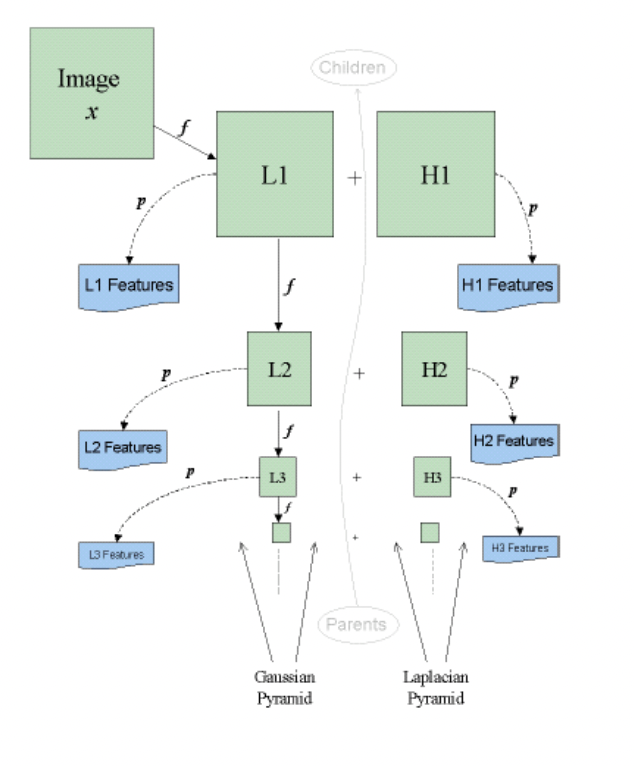 Children
Image
x
f
L1
+
H1
p
p
L1 Features
H1 Features
f
L2
+
H2
p
p
L2 Features
H2 Features
f
L3
+
H3
p
p
f
L3 Features
+
H3 Features
Parents
Gaussian
Pyramid
Laplacian
Pyramid